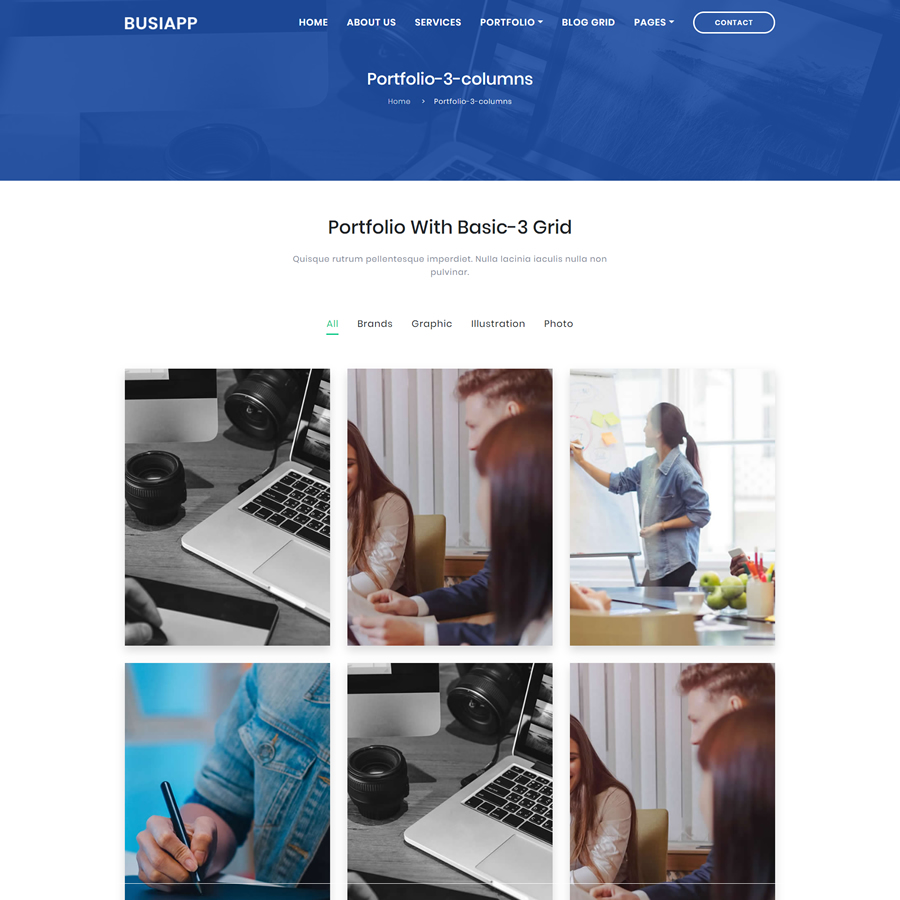 BUSIAPP
HOME ABOUT US SERVICES PORTFOLIO BLOG GRID PAGES CONTACT
Portfolio-3-columns
Home › Portfolio-3-columns
Portfolio With Basic-3 Grid
Quisque rutrum pellentesque imperdiet. Nulla lacinia iaculis nulla non
pulvinar.
All Brands Graphic Illustration Photo